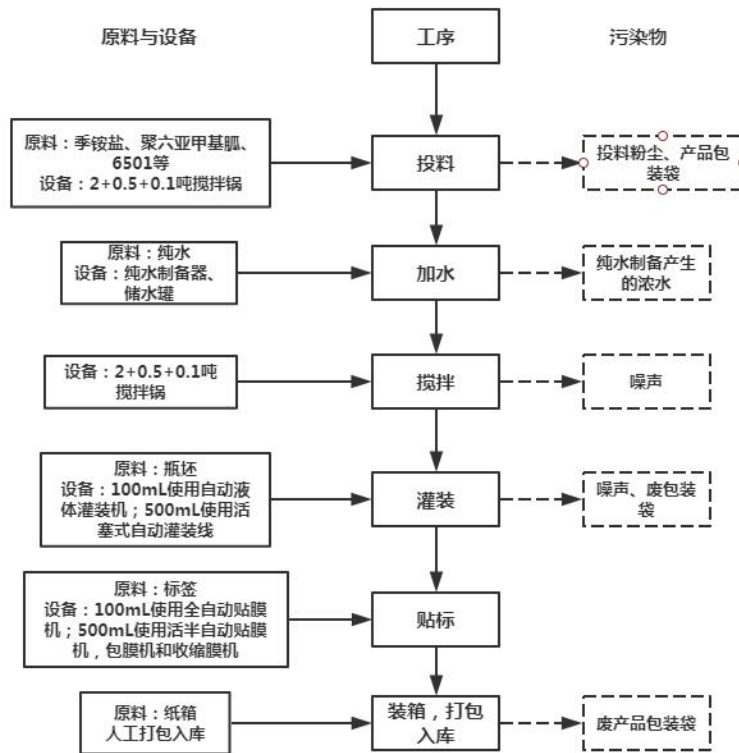 原料与设备
工序
污染物
原料：季铵盐、聚六亚甲基胍、
6501等
设备：2+0.5+0.1吨搅拌锅
投料
投料粉尘、产品包
装袋
原料：纯水
设备：纯水制备器、
储水罐
加水
纯水制备产生
的浓水
设备：2+0.5+0.1吨
搅拌锅
搅拌
噪声
原料：瓶坯
设备：100mL使用自动液
体灌装机；500mL使用活
塞式自动灌装线
灌装
噪声、废包装
袋
原料：标签
设备：100mL使用全自动贴膜
机；500mL使用活半自动贴膜
机，包膜机和收缩膜机
贴标
原料：纸箱
人工打包入库
装箱，打包
入库
废产品包装袋